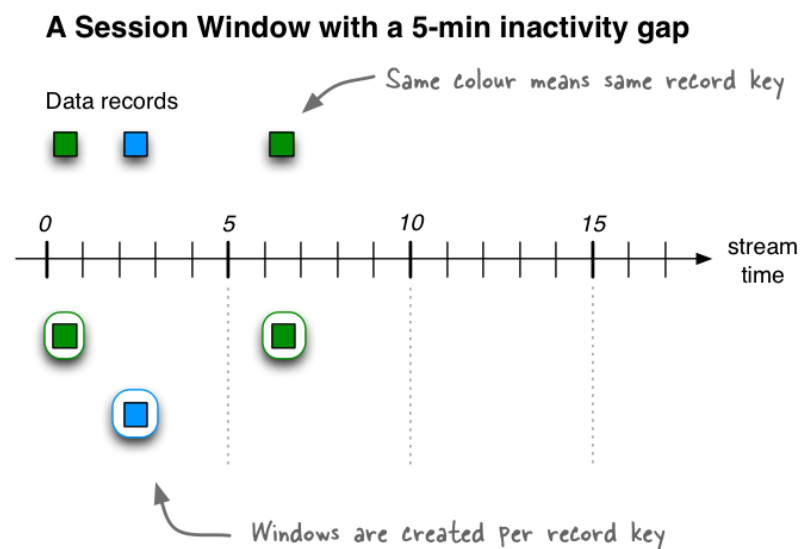 A Session Window with a 5-min inactivity gap
Same colour means same record key
Data records
0 5 10 15
stream
time
Windows are created per record key